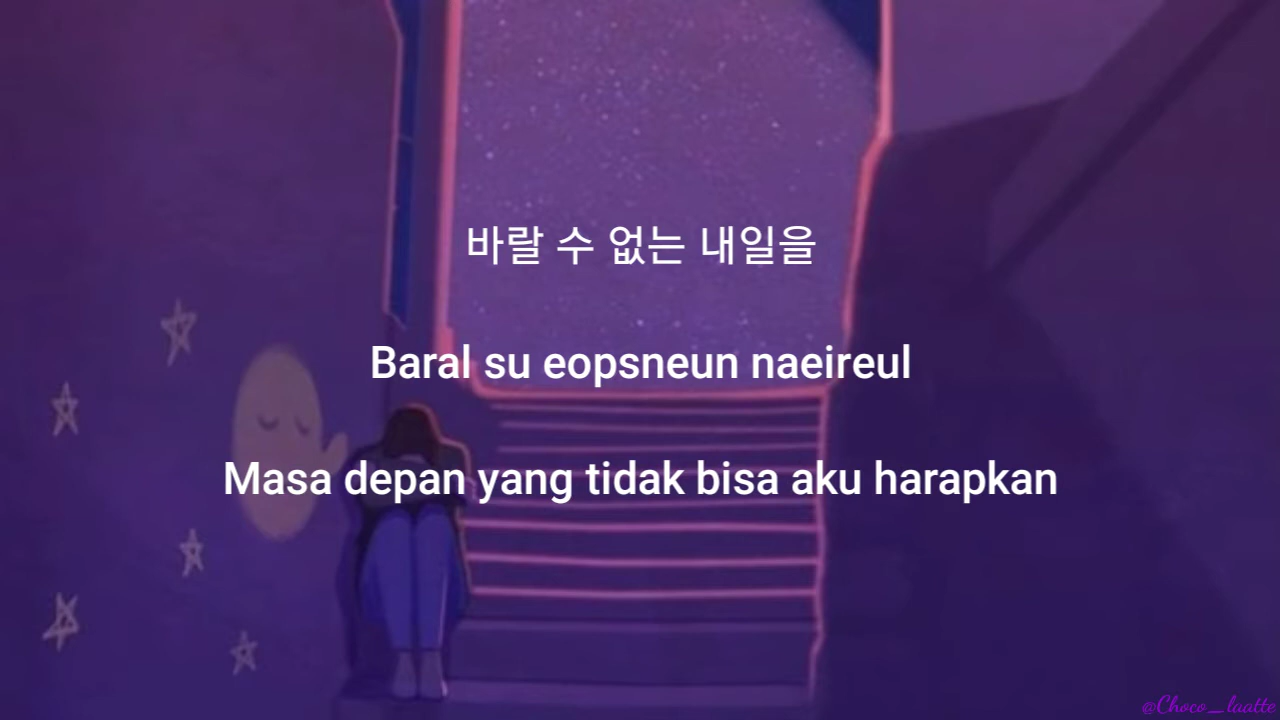 바랄 수 없는 내일을
Baral su eopsneun naeireul
Masa depan yang tidak bisa aku harapkan
@Choco_laatte